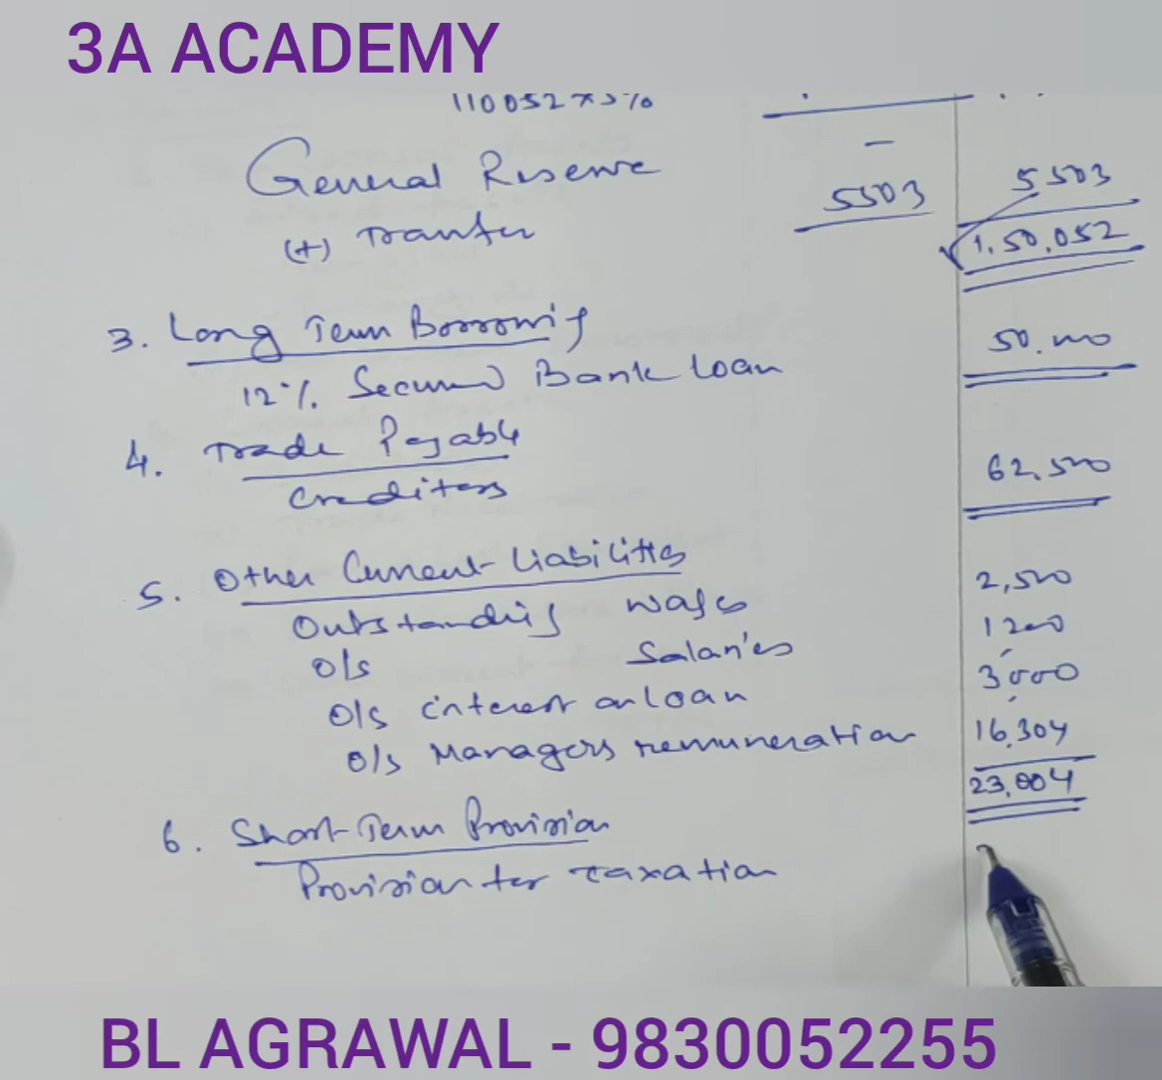 3A ACADEMY
110052 x 5%
General Reserve -
(+) Transfer 5503 5503
1,50,052
3. Long Term Borrowing
12% Secured Bank Loan 50,000
4. Trade Payable
Creditors 62,500
5. Other Current Liabilities
Outstanding wages 2,500
O/s Salaries 1200
O/s interest on loan 3000
O/s Managers remuneration 16,304
23,004
6. Short Term Provision
Provision for Taxation
BL AGRAWAL - 9830052255